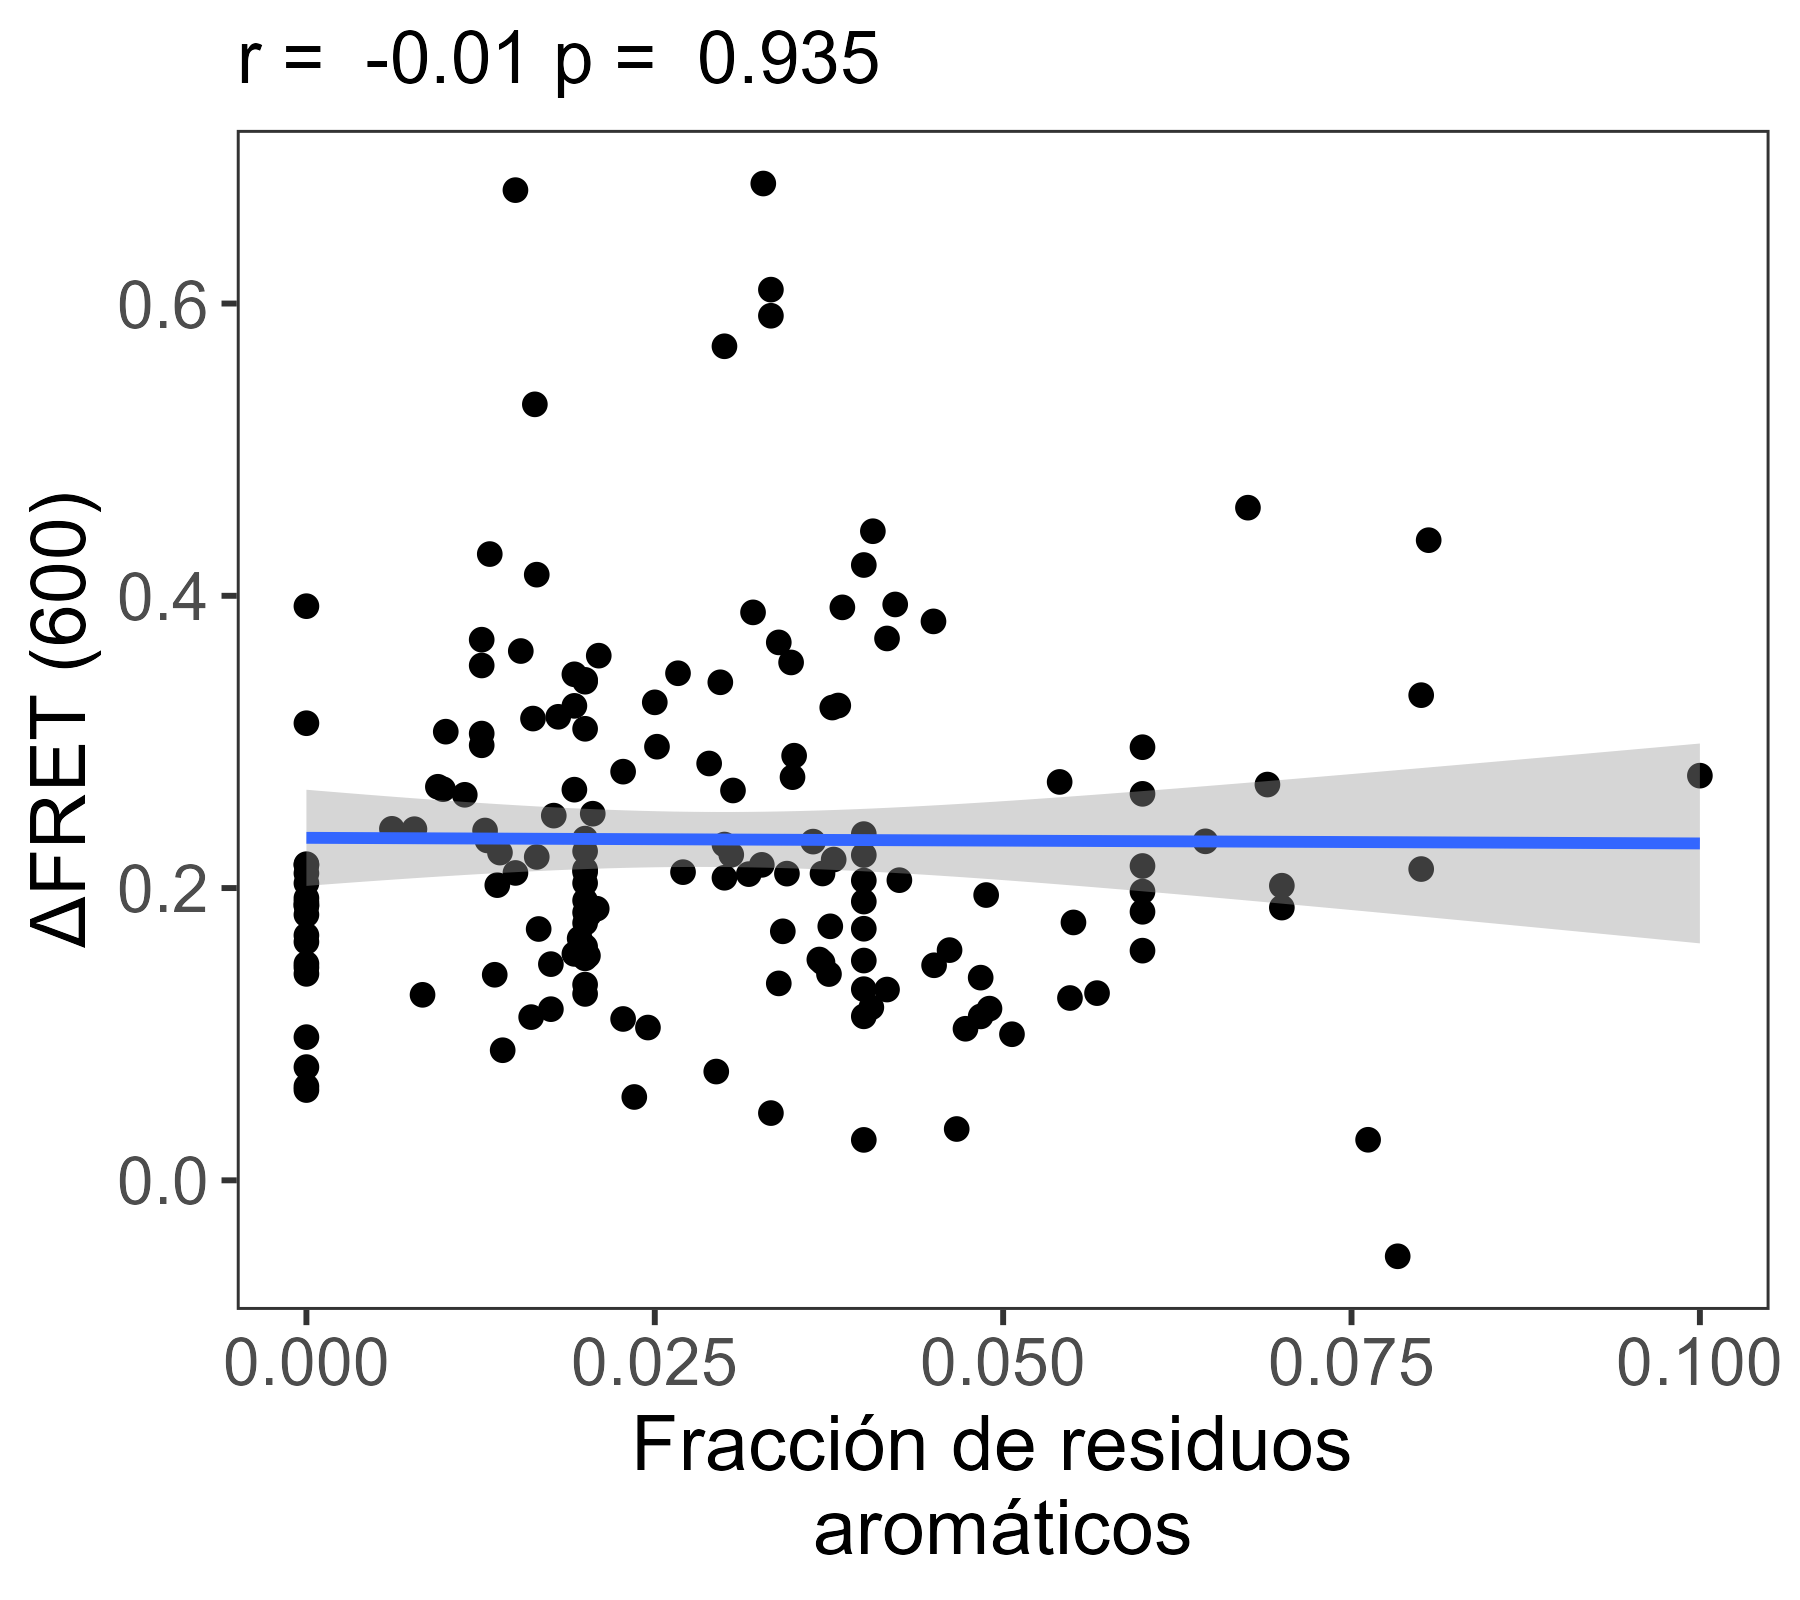 r = -0.01 p = 0.935
ΔFRET (600)
0.6
0.4
0.2
0.0
0.000 0.025 0.050 0.075 0.100
Fracción de residuos
aromáticos